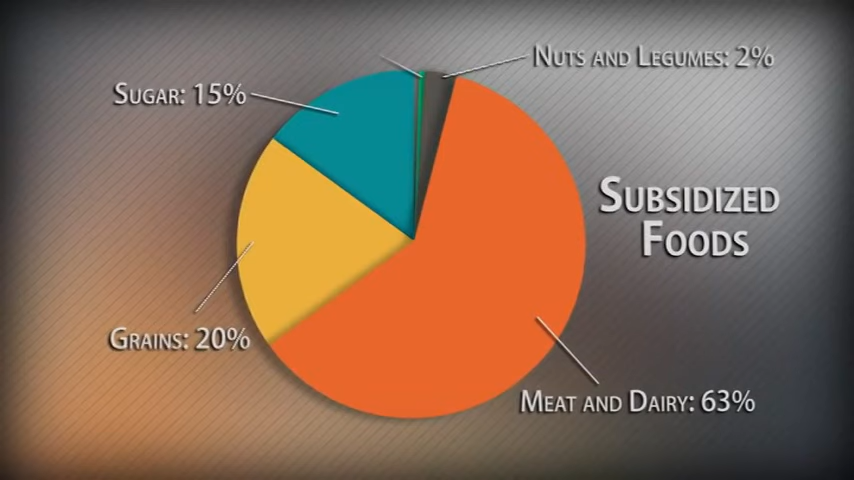 Nuts and Legumes: 2%
Sugar: 15%
Subsidized
Foods
Grains: 20%
Meat and Dairy: 63%